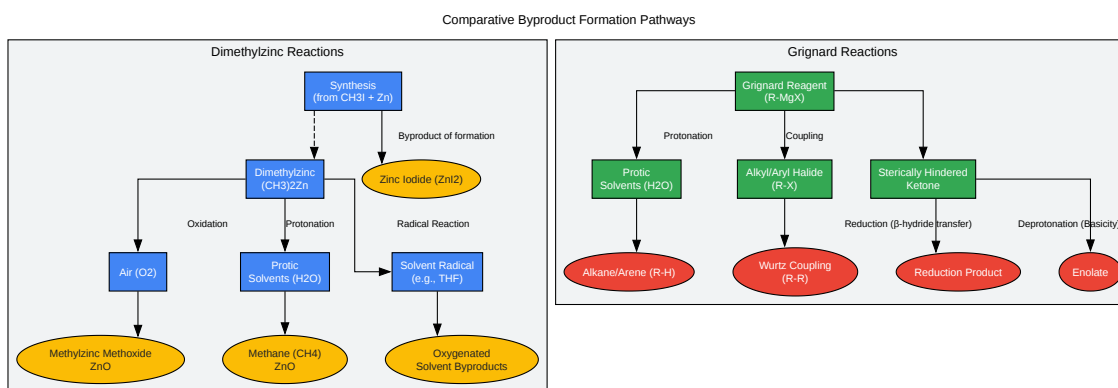 Comparative Byproduct Formation Pathways
Dimethylzinc Reactions
Synthesis
(from CH3I + Zn)
Byproduct of formation
Dimethylzinc
(CH3)2Zn
Zinc Iodide (ZnI2)
Oxidation
Protonation
Radical Reaction
Air (O2)
Protic
Solvents (H2O)
Solvent Radical
(e.g., THF)
Methylzinc Methoxide
ZnO
Methane (CH4)
ZnO
Oxygenated
Solvent Byproducts
Grignard Reactions
Grignard Reagent
(R-MgX)
Protonation
Coupling
Protic
Solvents (H2O)
Alkyl/Aryl Halide
(R-X)
Sterically Hindered
Ketone
Reduction (β-hydride transfer)
Deprotonation (Basicity)
Alkane/Arene (R-H)
Wurtz Coupling
(R-R)
Reduction Product
Enolate